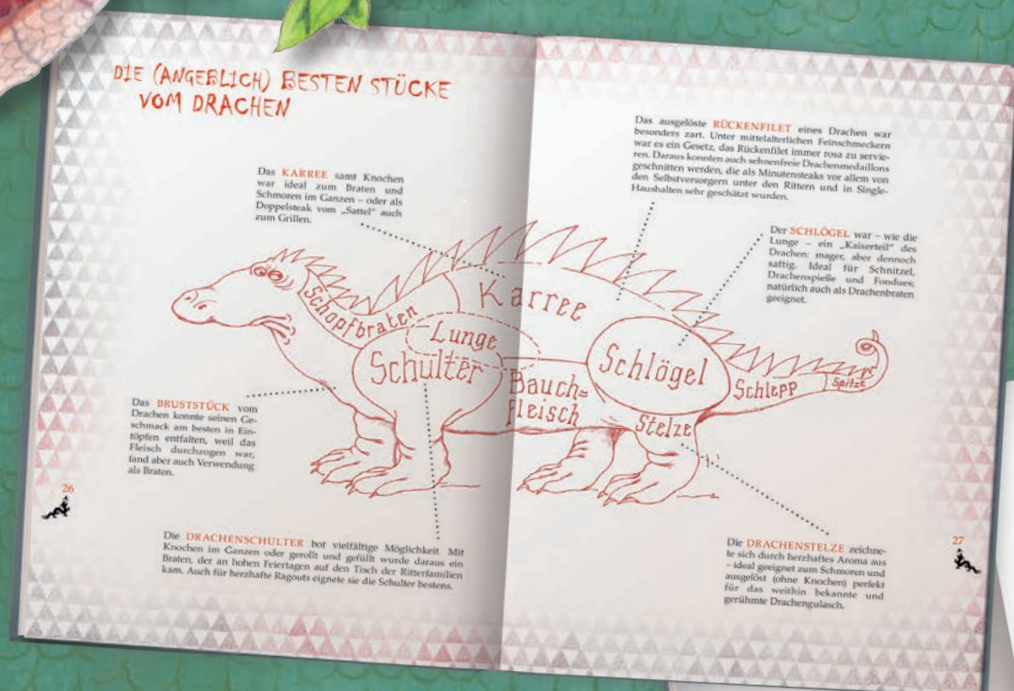 DIE (ANGEBLICH) BESTEN STÜCKE
VOM DRACHEN
Das KARREE samt Knochen
war ideal zum Braten und
Schmoren im Ganzen – oder als
Doppelsteak vom „Sattel“ auch
zum Grillen.
Das BRUSTSTÜCK vom
Drachen konnte seinen Ge-
schmack am besten in Ein-
töpfen entfalten, weil das
Fleisch durchzogen war,
fand aber auch Verwendung
als Braten.
26
Die DRACHENSCHULTER bot vielfältige Möglichkeit. Mit
Knochen im Ganzen oder gerollt und gefüllt wurde daraus ein
Braten, der an hohen Feiertagen auf den Tisch der Ritterfamilien
kam. Auch für herzhafte Ragouts eignete sie die Schulter bestens.
Schopfbraten
Karree
Lunge
Schulter
Bauch=
fleisch
Schlögel
Stelze
Schlepp
Spitze
Das ausgelöste RÜCKENFILET eines Drachen war
besonders zart. Unter mittelalterlichen Feinschmeckern
war es ein Gesetz, das Rückenfilet immer rosa zu servie-
ren. Daraus konnten auch sehnenfreie Drachenmedaillons
geschnitten werden, die als Minutensteaks vor allem von
den Selbstversorgern unter den Rittern und in Single-
Haushalten sehr geschätzt wurden.
Der SCHLÖGEL war – wie die
Lunge – ein „Kaiserteil“ des
Drachen: mager, aber dennoch
saftig. Ideal für Schnitzel,
Drachenspieße und Fondues;
natürlich auch als Drachenbraten
geeignet.
Die DRACHENSTELZE zeichne-
te sich durch herzhaftes Aroma aus
– ideal geeignet zum Schmoren und
ausgelöst (ohne Knochen) perfekt
für das weithin bekannte und
gerühmte Drachengulasch.
27